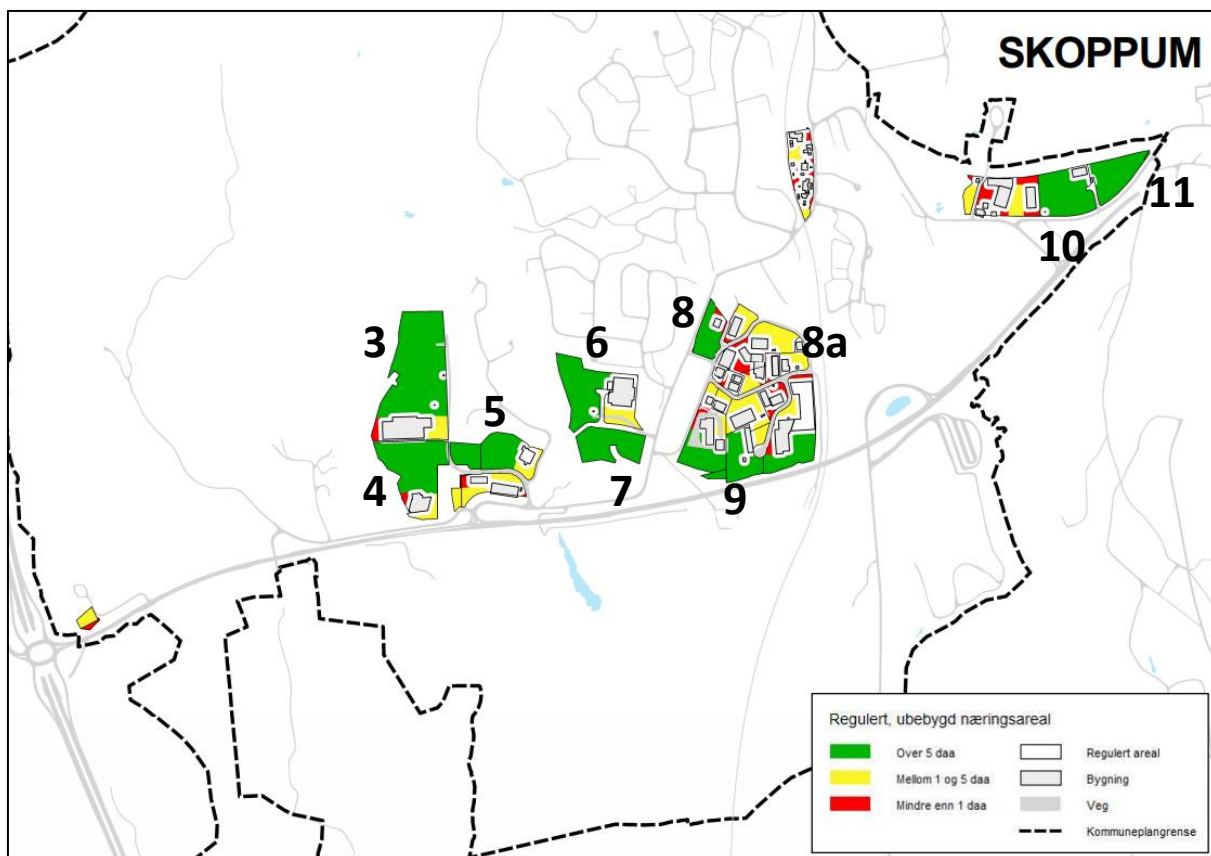 SKOPPUM
11
10
8
8a
6
3
5
4
7
9
Regulert, ubebygd næringsareal
Over 5 daa
Regulert areal
Mellom 1 og 5 daa
Bygning
Mindre enn 1 daa
Veg
Kommuneplangrense